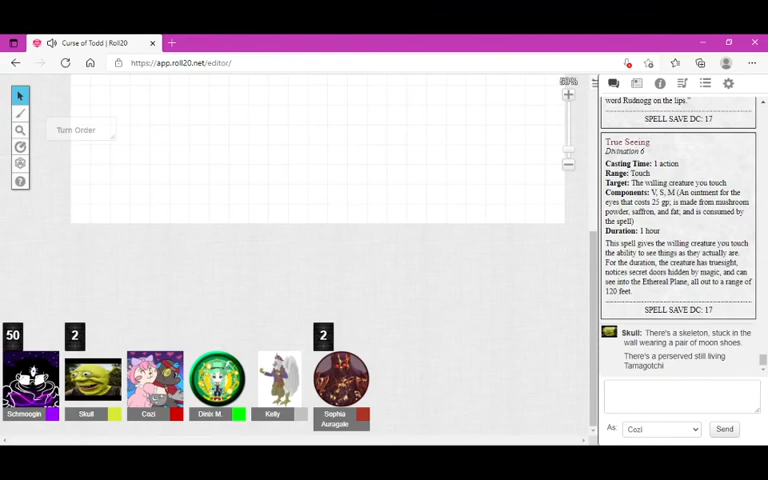 Curse of Todd | Roll20
https://app.roll20.net/editor/
Turn Order
word Rudnogg on the lips."
SPELL SAVE DC: 17
True Seeing
Divination 6
Casting Time: 1 action
Range: Touch
Target: The willing creature you touch
Components: V, S, M (An ointment for the
eyes that costs 25 gp; is made from mushroom
powder, saffron, and fat; and is consumed by
the spell)
Duration: 1 hour
This spell gives the willing creature you touch
the ability to see things as they actually are.
For the duration, the creature has truesight,
notices secret doors hidden by magic, and can
see into the Ethereal Plane, all out to a range of
120 feet.
SPELL SAVE DC: 17
Skull: There's a skeleton, stuck in the
wall wearing a pair of moon shoes.
There's a perserved still living
Tamagotchi
As: Cozi Send
50 2 2
Schmoogin Skull Cozi Dinix M. Kelly Sophia
Auragale